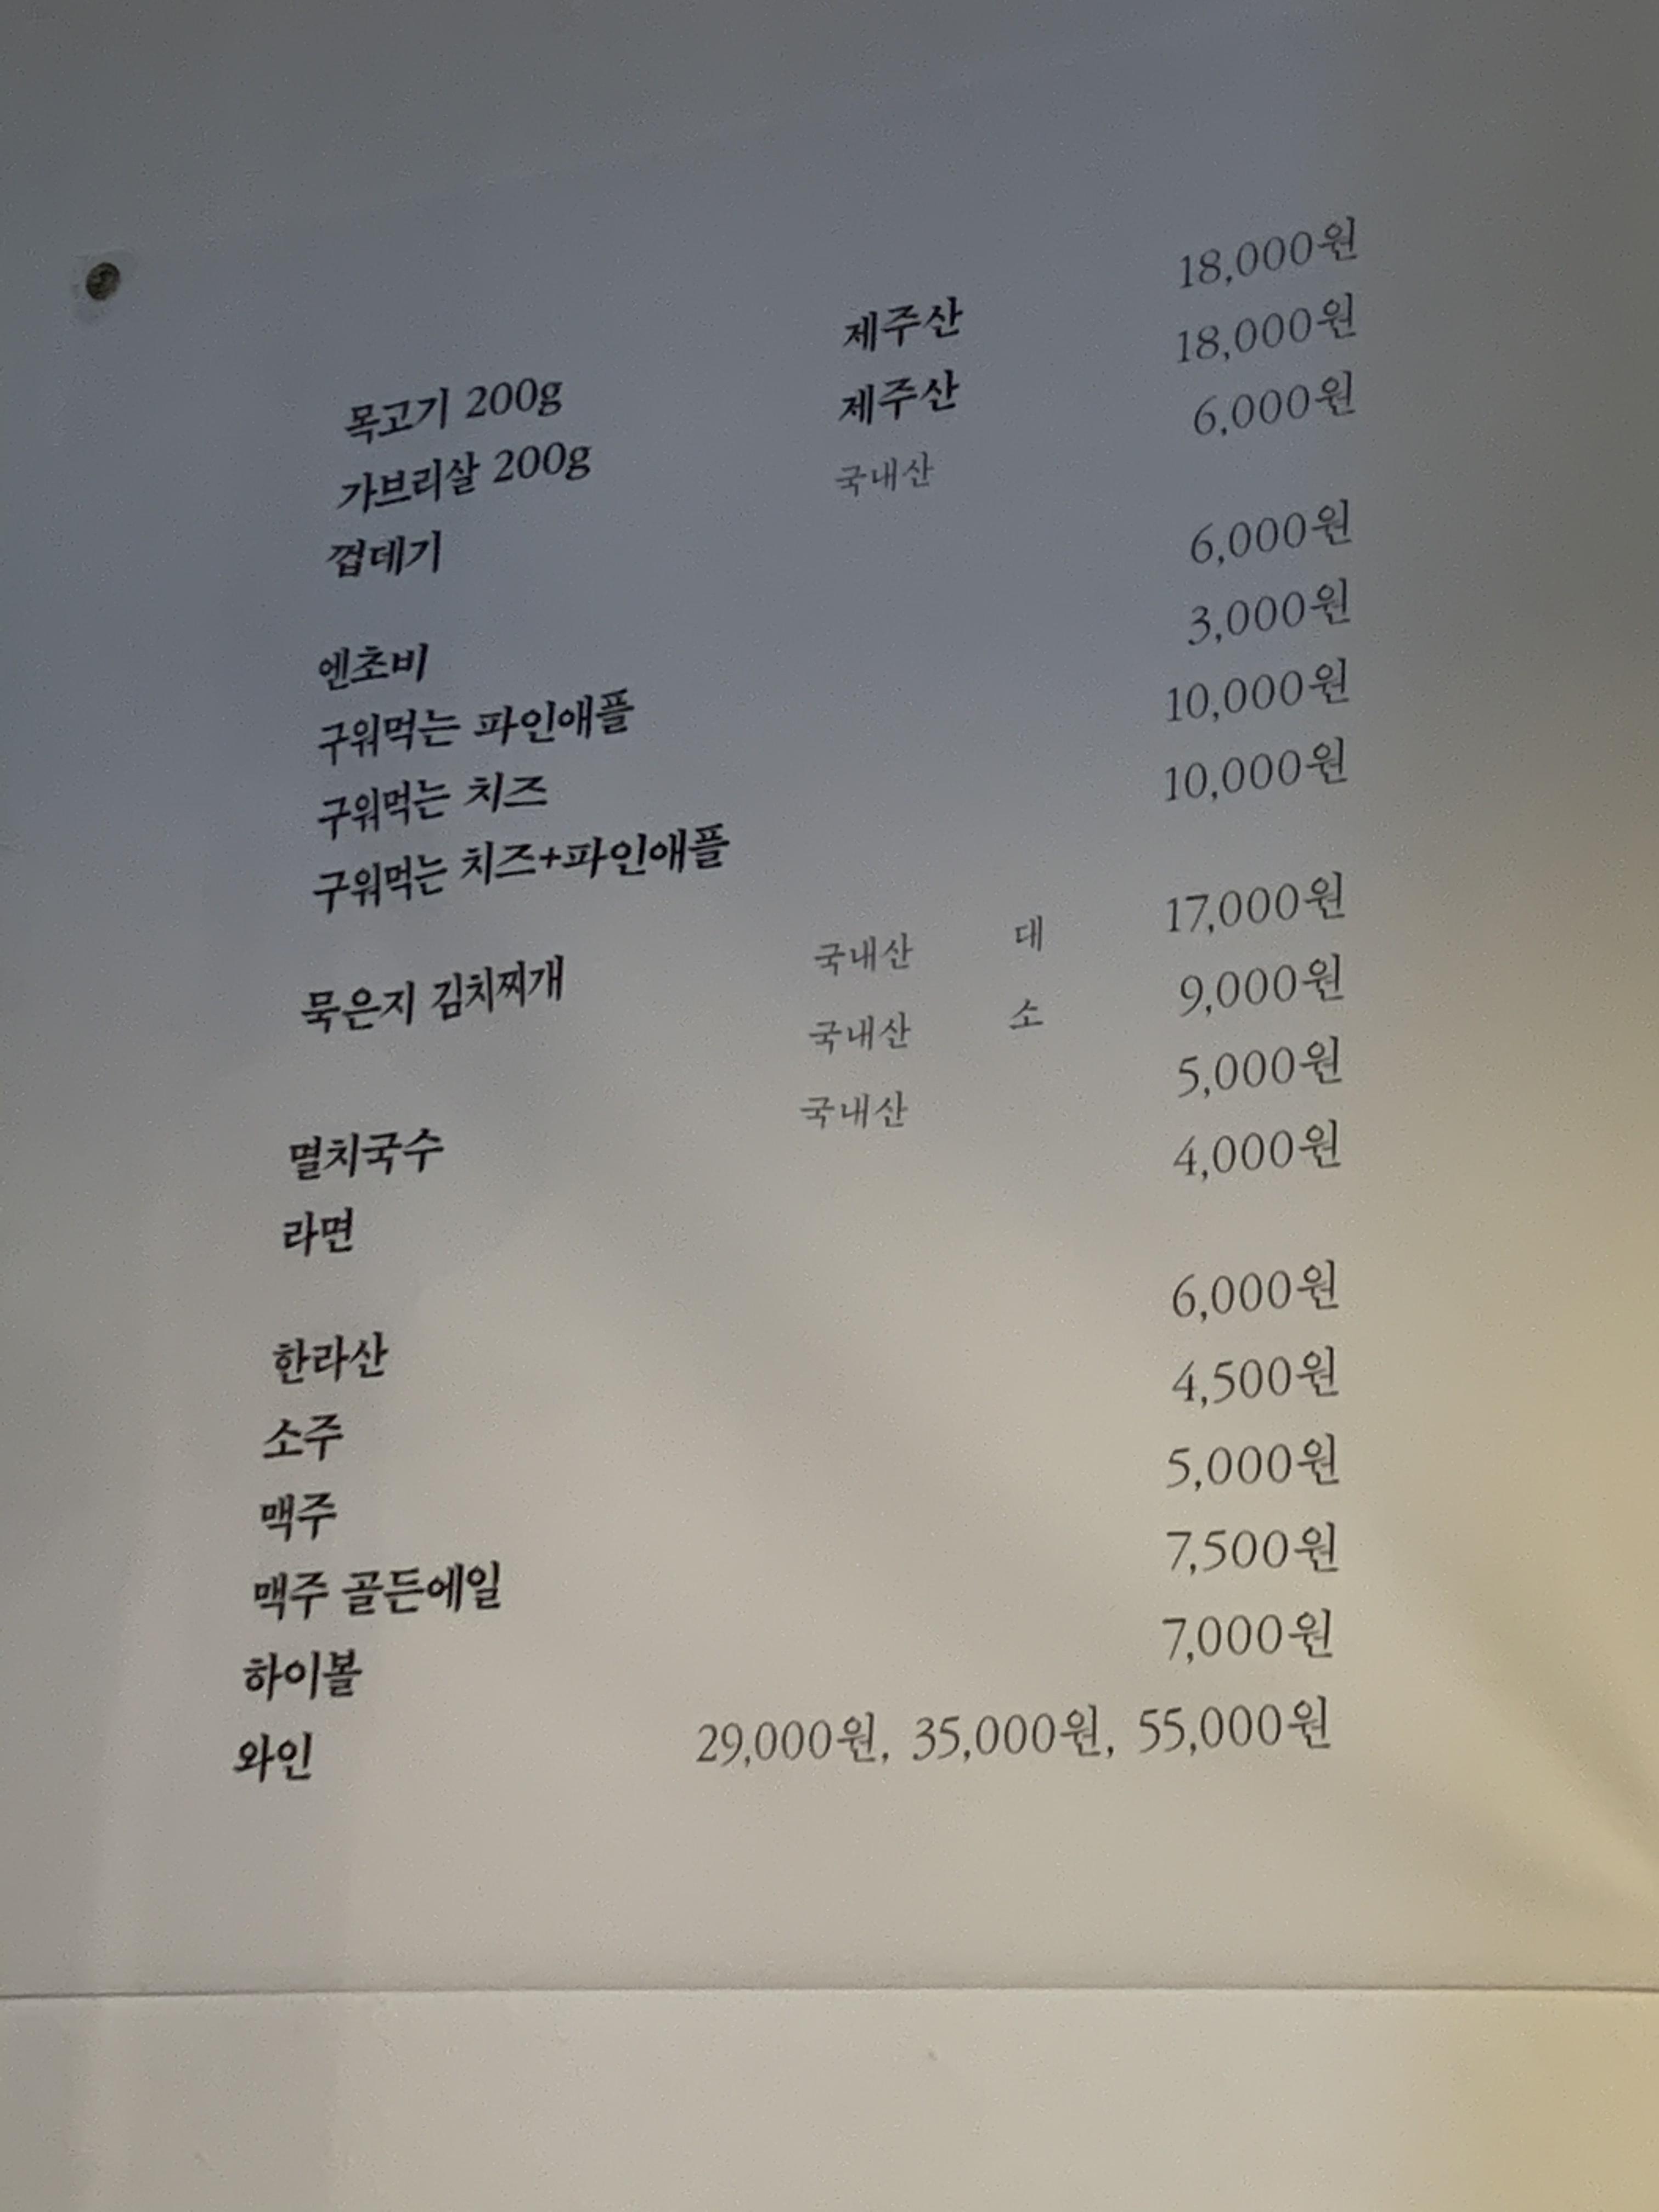 목고기 200g 제주산 18,000원
가브리살 200g 제주산 18,000원
껍데기 국내산 6,000원
엔초비 6,000원
구워먹는 파인애플 3,000원
구워먹는 치즈 10,000원
구워먹는 치즈+파인애플 10,000원
묵은지 김치찌개 국내산 대 17,000원
국내산 소 9,000원
멸치국수 국내산 5,000원
라면 4,000원
한라산 6,000원
소주 4,500원
맥주 5,000원
맥주 골든에일 7,500원
하이볼 7,000원
와인 29,000원, 35,000원, 55,000원